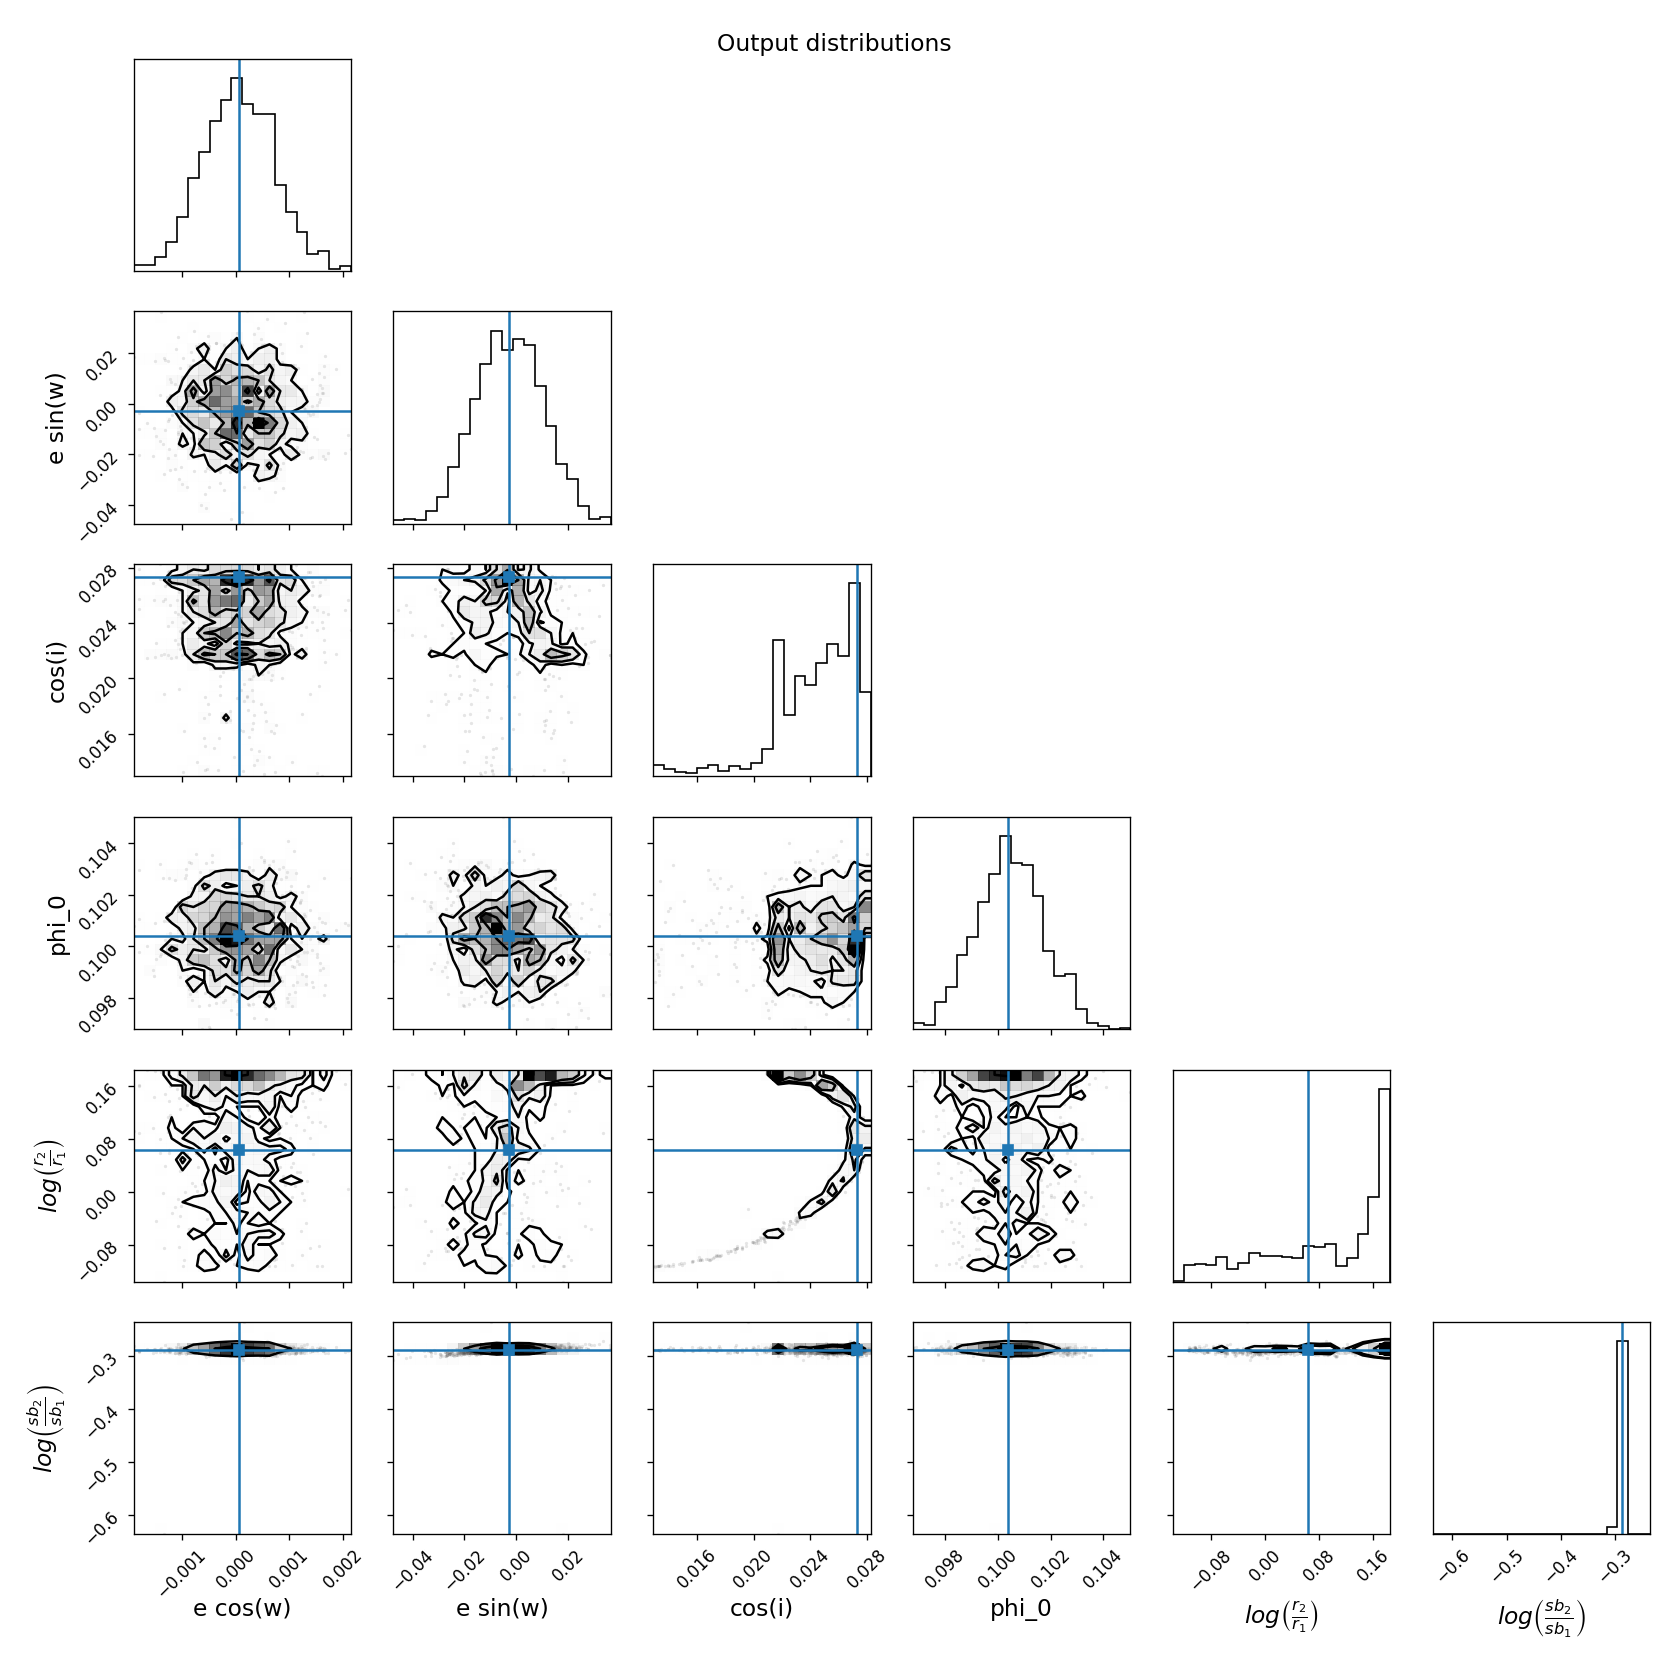 Output distributions
e sin(w)
0.02
0.00
−0.02
−0.04
cos(i)
0.028
0.024
0.020
0.016
phi_0
0.104
0.102
0.100
0.098
log(r₂/r₁)
0.16
0.08
0.00
−0.08
log(sb₂/sb₁)
−0.3
−0.4
−0.5
−0.6
−0.001 0.000 0.001 0.002
−0.04 −0.02 0.00 0.02
0.016 0.020 0.024 0.028
0.098 0.100 0.102 0.104
−0.08 0.00 0.08 0.16
−0.6 −0.5 −0.4 −0.3
e cos(w)
e sin(w)
cos(i)
phi_0
log(r₂/r₁)
log(sb₂/sb₁)